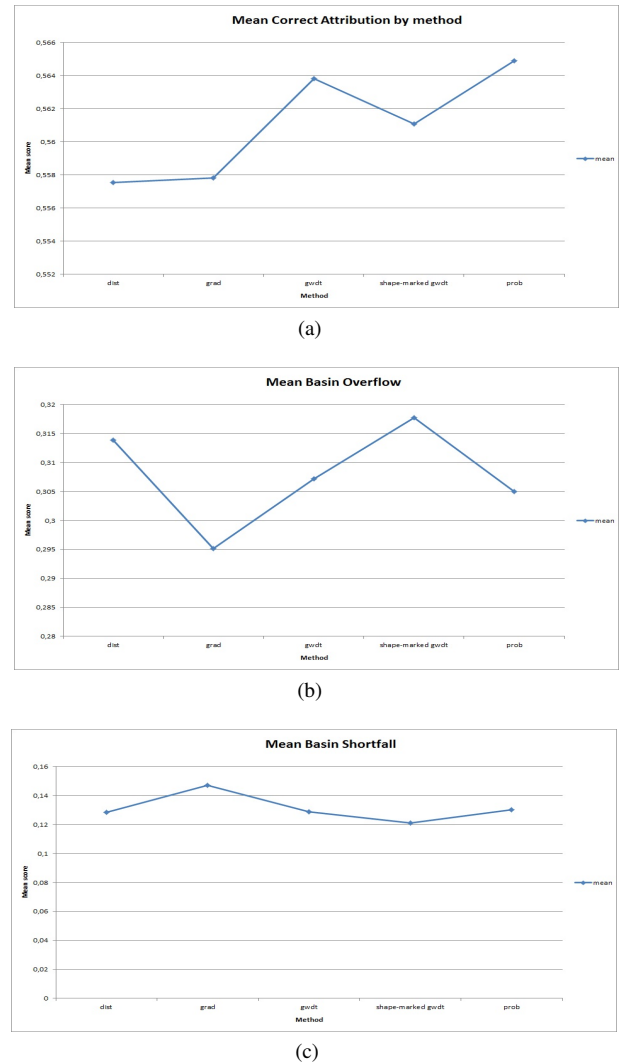 Mean Correct Attribution by method
0,566
0,564
0,562
0,56
0,558
0,556
0,554
0,552
Mean score
dist grad gwdt shape-marked gwdt prob
Method
mean
(a)
Mean Basin Overflow
0,32
0,315
0,31
0,305
0,3
0,295
0,29
0,285
0,28
Mean score
dist grad gwdt shape-marked gwdt prob
Method
mean
(b)
Mean Basin Shortfall
0,16
0,14
0,12
0,1
0,08
0,06
0,04
0,02
0
Mean score
dist grad gwdt shape-marked gwdt prob
Method
mean
(c)